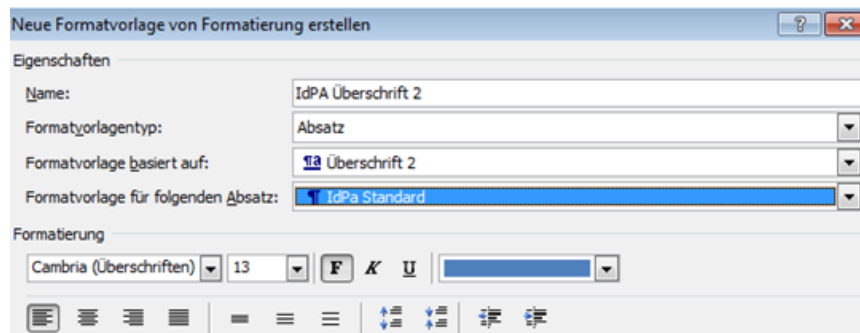 Neue Formatvorlage von Formatierung erstellen
Eigenschaften
Name: IdPA Überschrift 2
Formatvorlagentyp: Absatz
Formatvorlage basiert auf: ¶a Überschrift 2
Formatvorlage für folgenden Absatz: ¶ IdPa Standard
Formatierung
Cambria (Überschriften) 13 F K U